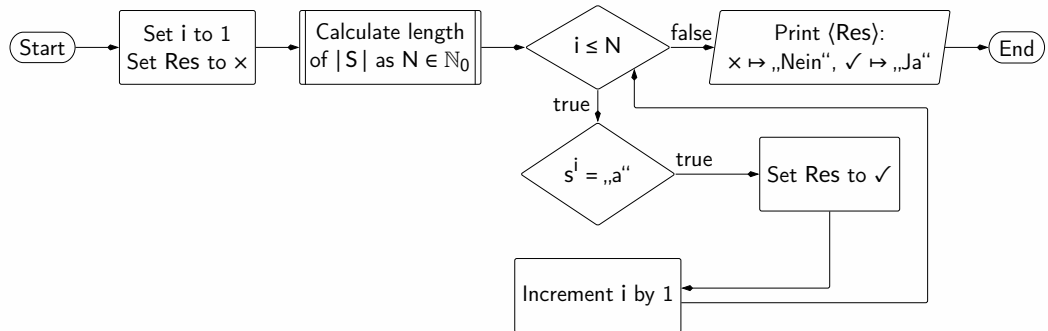 Start
Set i to 1
Set Res to ×
Calculate length
of |S| as N ∈ ℕ₀
i ≤ N
false
Print ⟨Res⟩:
× ↦ „Nein“, ✓ ↦ „Ja“
End
true
sⁱ = „a“
true
Set Res to ✓
Increment i by 1